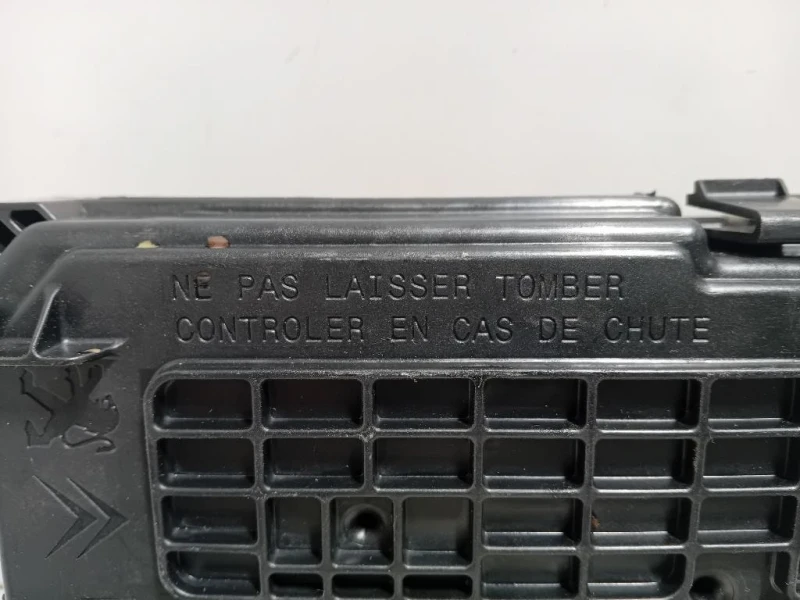 NE PAS LAISSER TOMBER
CONTROLER EN CAS DE CHUTE